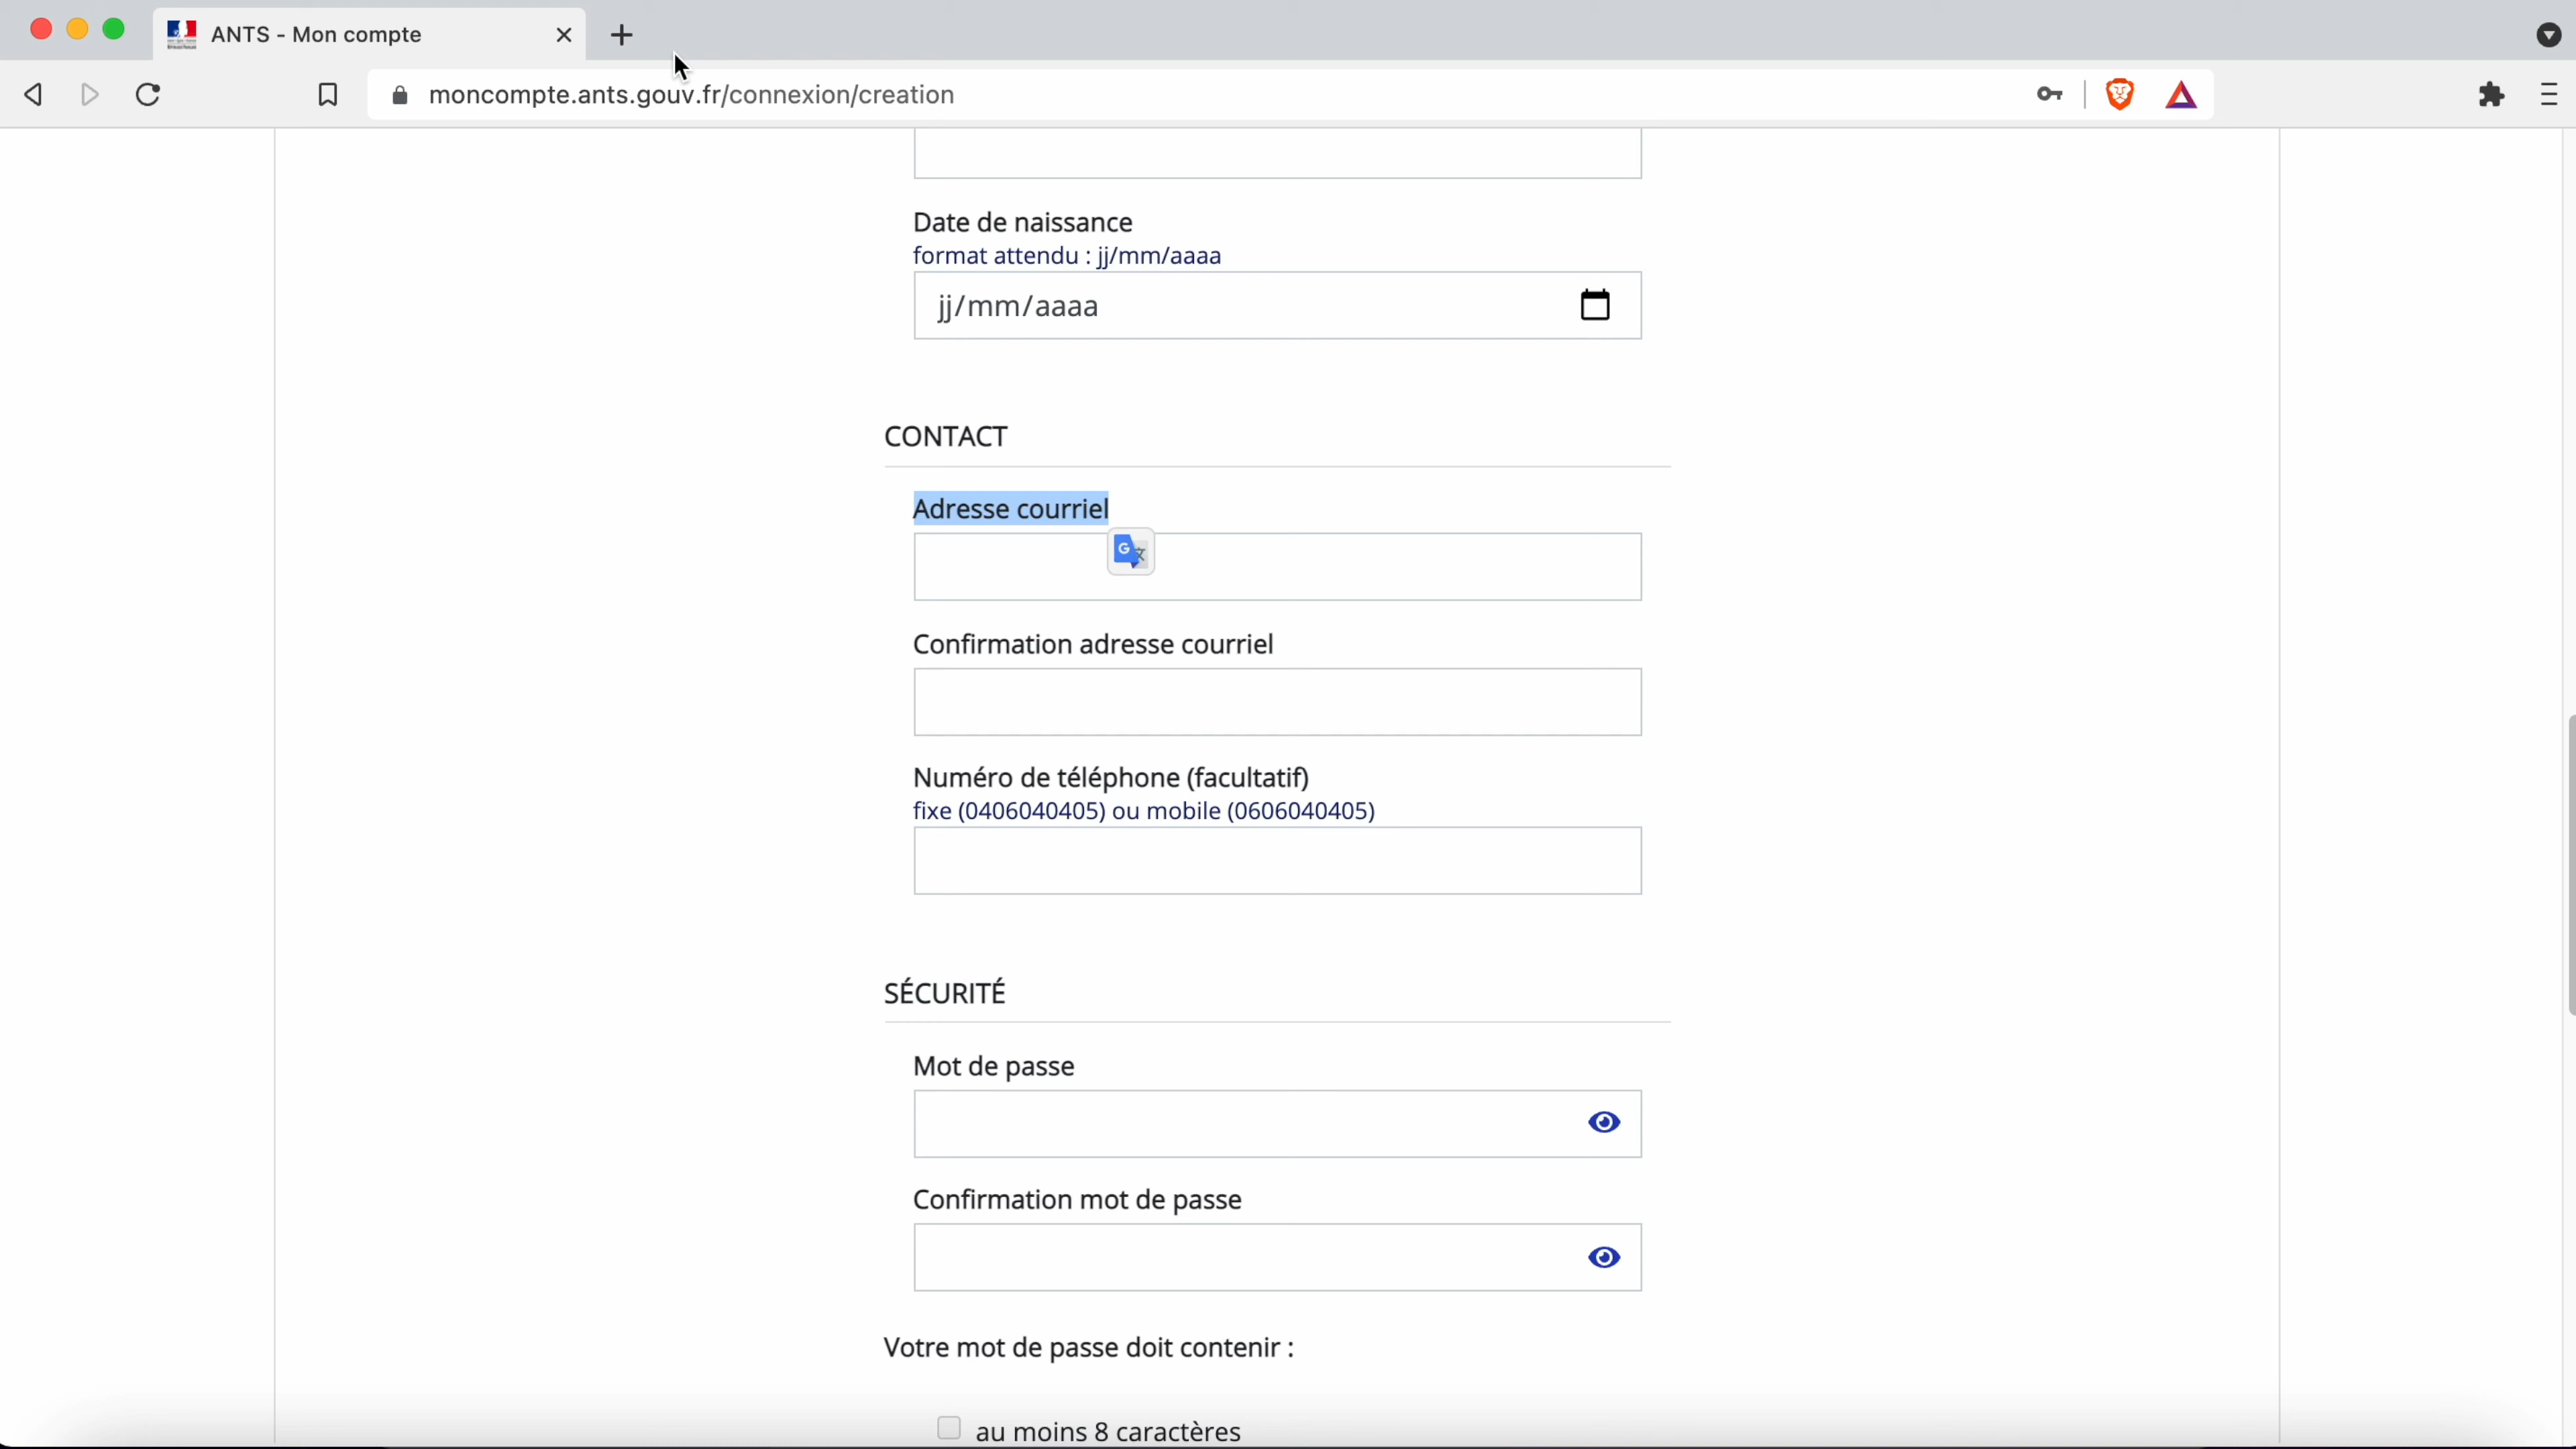 ANTS - Mon compte
moncompte.ants.gouv.fr/connexion/creation
Date de naissance
format attendu : jj/mm/aaaa
jj/mm/aaaa
CONTACT
Adresse courriel
Confirmation adresse courriel
Numéro de téléphone (facultatif)
fixe (0406040405) ou mobile (0606040405)
SÉCURITÉ
Mot de passe
Confirmation mot de passe
Votre mot de passe doit contenir :
au moins 8 caractères